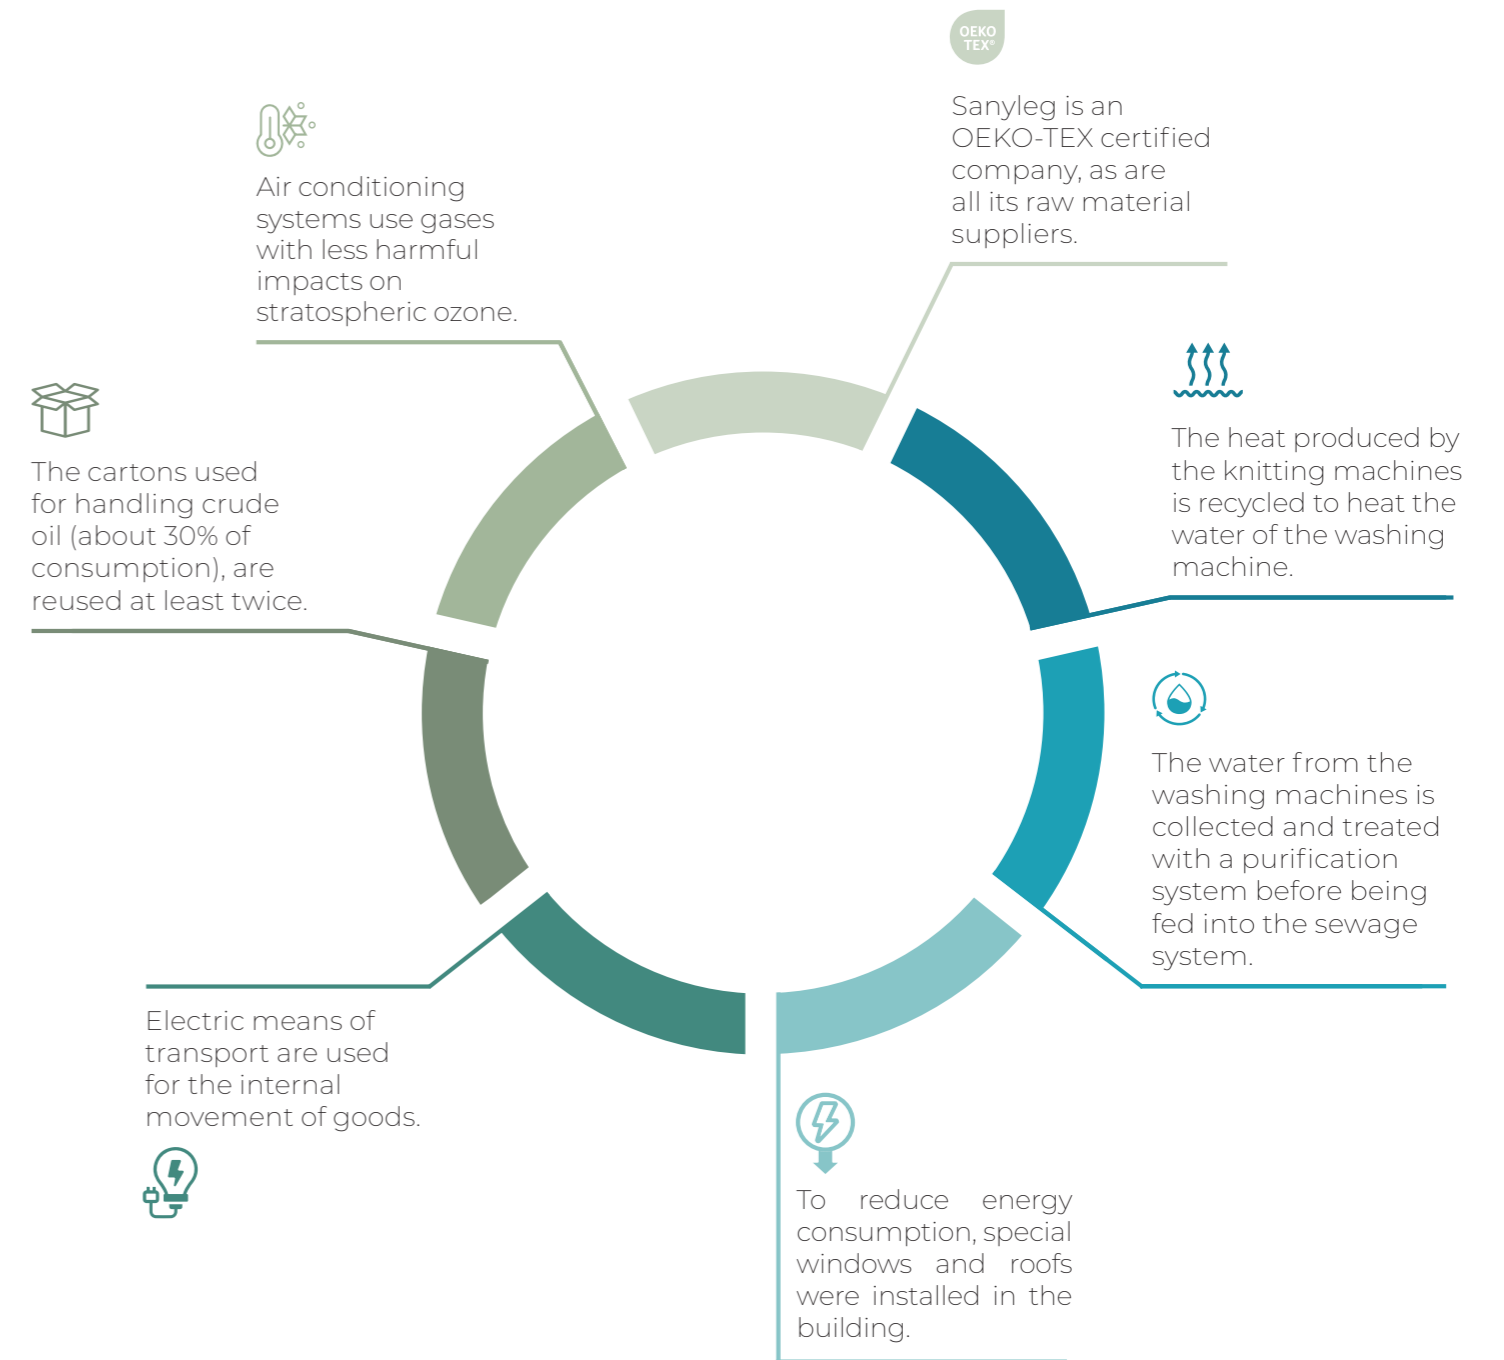 OEKO
TEX®
Sanyleg is an
OEKO-TEX certified
company, as are
all its raw material
suppliers.
Air conditioning
systems use gases
with less harmful
impacts on
stratospheric ozone.
The heat produced by
the knitting machines
is recycled to heat the
water of the washing
machine.
The cartons used
for handling crude
oil (about 30% of
consumption), are
reused at least twice.
The water from the
washing machines is
collected and treated
with a purification
system before being
fed into the sewage
system.
Electric means of
transport are used
for the internal
movement of goods.
To reduce energy
consumption, special
windows and roofs
were installed in the
building.